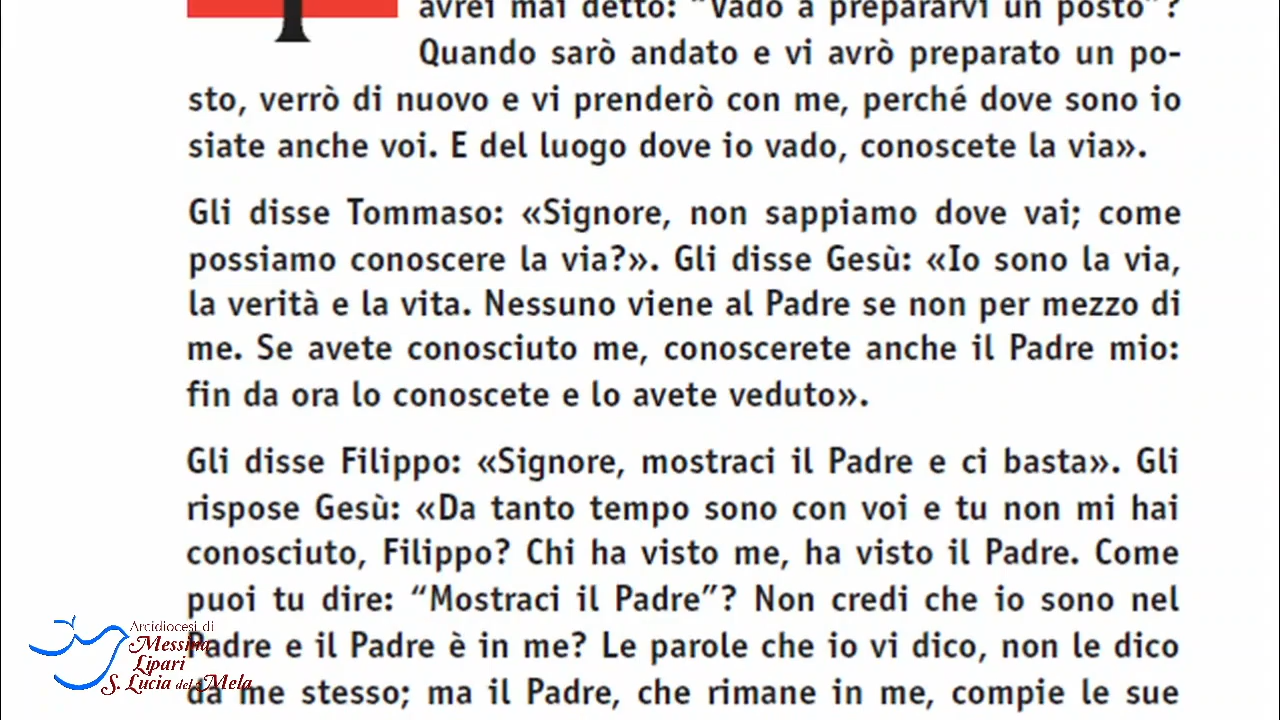 avrei mai detto: “Vado a prepararvi un posto”?
Quando sarò andato e vi avrò preparato un po-
sto, verrò di nuovo e vi prenderò con me, perché dove sono io
siate anche voi. E del luogo dove io vado, conoscete la via».
Gli disse Tommaso: «Signore, non sappiamo dove vai; come
possiamo conoscere la via?». Gli disse Gesù: «Io sono la via,
la verità e la vita. Nessuno viene al Padre se non per mezzo di
me. Se avete conosciuto me, conoscerete anche il Padre mio:
fin da ora lo conoscete e lo avete veduto».
Gli disse Filippo: «Signore, mostraci il Padre e ci basta». Gli
rispose Gesù: «Da tanto tempo sono con voi e tu non mi hai
conosciuto, Filippo? Chi ha visto me, ha visto il Padre. Come
puoi tu dire: “Mostraci il Padre”? Non credi che io sono nel
Padre e il Padre è in me? Le parole che io vi dico, non le dico
da me stesso; ma il Padre, che rimane in me, compie le sue
Arcidiocesi di
Messina
Lipari
S. Lucia del Mela